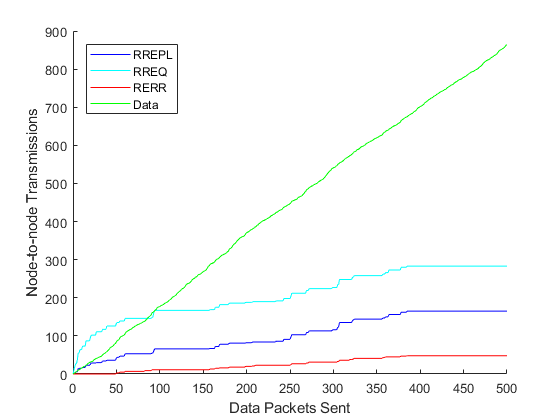 900
800
700
600
500
400
300
200
100
0
Node-to-node Transmissions
RREPL
RREQ
RERR
Data
0 50 100 150 200 250 300 350 400 450 500
Data Packets Sent